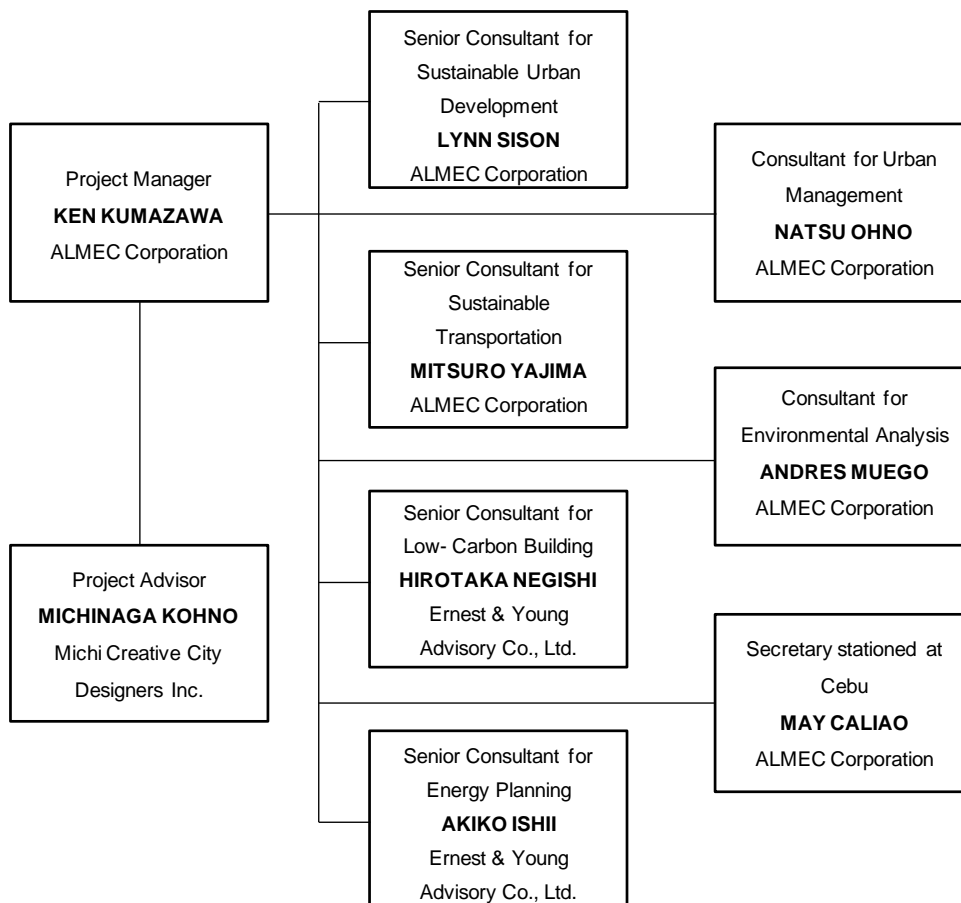 Project Manager
KEN KUMAZAWA
ALMEC Corporation
Project Advisor
MICHINAGA KOHNO
Michi Creative City
Designers Inc.
Senior Consultant for
Sustainable Urban
Development
LYNN SISON
ALMEC Corporation
Senior Consultant for
Sustainable
Transportation
MITSURO YAJIMA
ALMEC Corporation
Senior Consultant for
Low- Carbon Building
HIROTAKA NEGISHI
Ernest & Young
Advisory Co., Ltd.
Senior Consultant for
Energy Planning
AKIKO ISHII
Ernest & Young
Advisory Co., Ltd.
Consultant for Urban
Management
NATSU OHNO
ALMEC Corporation
Consultant for
Environmental Analysis
ANDRES MUEGO
ALMEC Corporation
Secretary stationed at
Cebu
MAY CALIAO
ALMEC Corporation